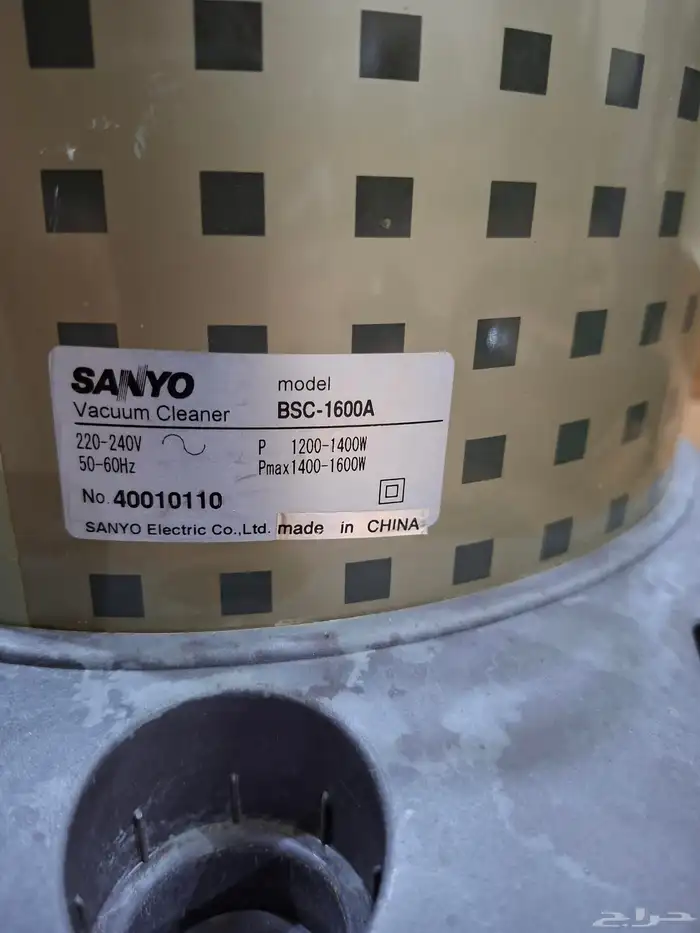 SANYO
Vacuum Cleaner
model
BSC-1600A
220-240V
50-60Hz
P 1200-1400W
Pmax1400-1600W
No. 40010110
SANYO Electric Co.,Ltd. made in CHINA
حراج